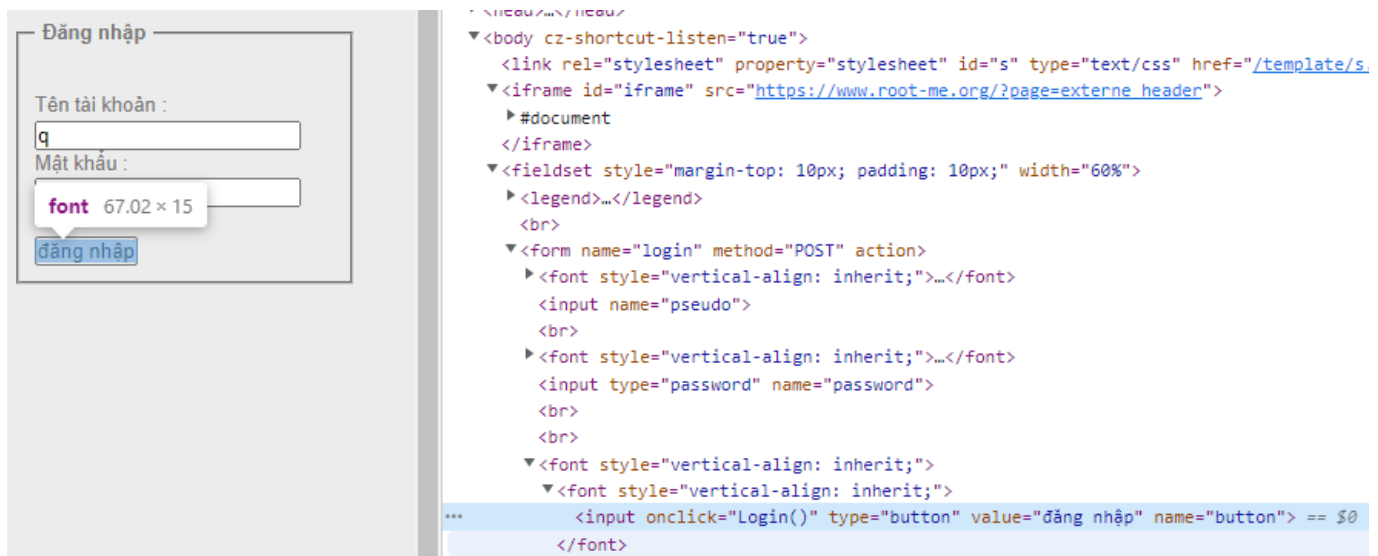 Đăng nhập
Tên tài khoản :
q
Mật khẩu :
font 67.02 × 15
đăng nhập
<head>…</head>
▼<body cz-shortcut-listen="true">
<link rel="stylesheet" property="stylesheet" id="s" type="text/css" href="/template/s.
▼<iframe id="iframe" src="https://www.root-me.org/?page=externe_header">
▶#document
</iframe>
▼<fieldset style="margin-top: 10px; padding: 10px;" width="60%">
▶<legend>…</legend>
<br>
▼<form name="login" method="POST" action>
▶<font style="vertical-align: inherit;">…</font>
<input name="pseudo">
<br>
▶<font style="vertical-align: inherit;">…</font>
<input type="password" name="password">
<br>
<br>
▼<font style="vertical-align: inherit;">
▼<font style="vertical-align: inherit;">
… <input onclick="Login()" type="button" value="đăng nhập" name="button"> == $0
</font>